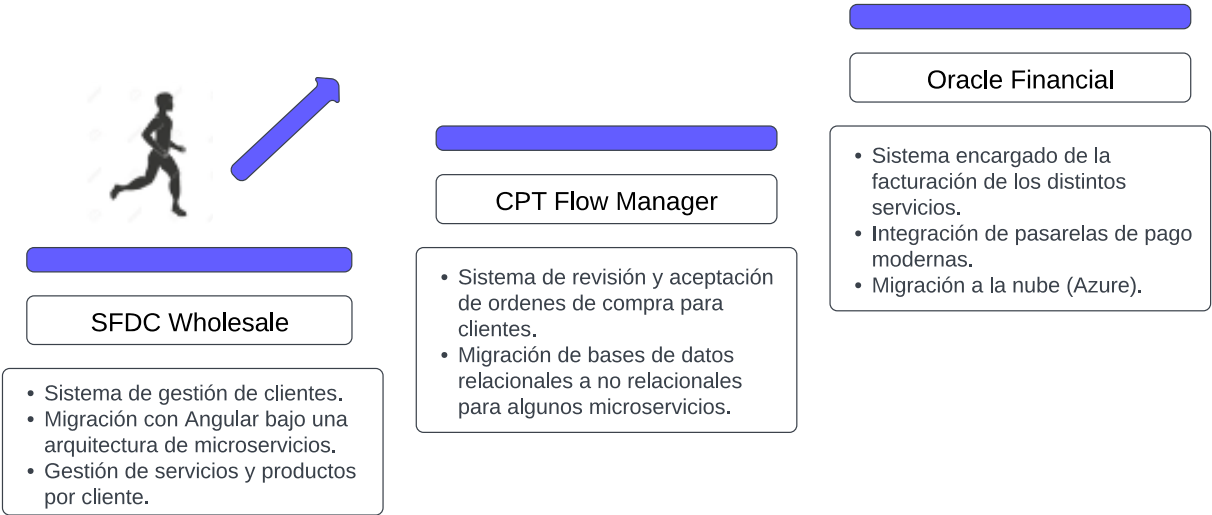 SFDC Wholesale
• Sistema de gestión de clientes.
• Migración con Angular bajo una
arquitectura de microservicios.
• Gestión de servicios y productos
por cliente.
CPT Flow Manager
• Sistema de revisión y aceptación
de ordenes de compra para
clientes.
• Migración de bases de datos
relacionales a no relacionales
para algunos microservicios.
Oracle Financial
• Sistema encargado de la
facturación de los distintos
servicios.
• Integración de pasarelas de pago
modernas.
• Migración a la nube (Azure).